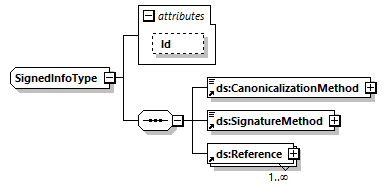 attributes
Id
SignedInfoType
ds:CanonicalizationMethod
ds:SignatureMethod
ds:Reference
1..∞